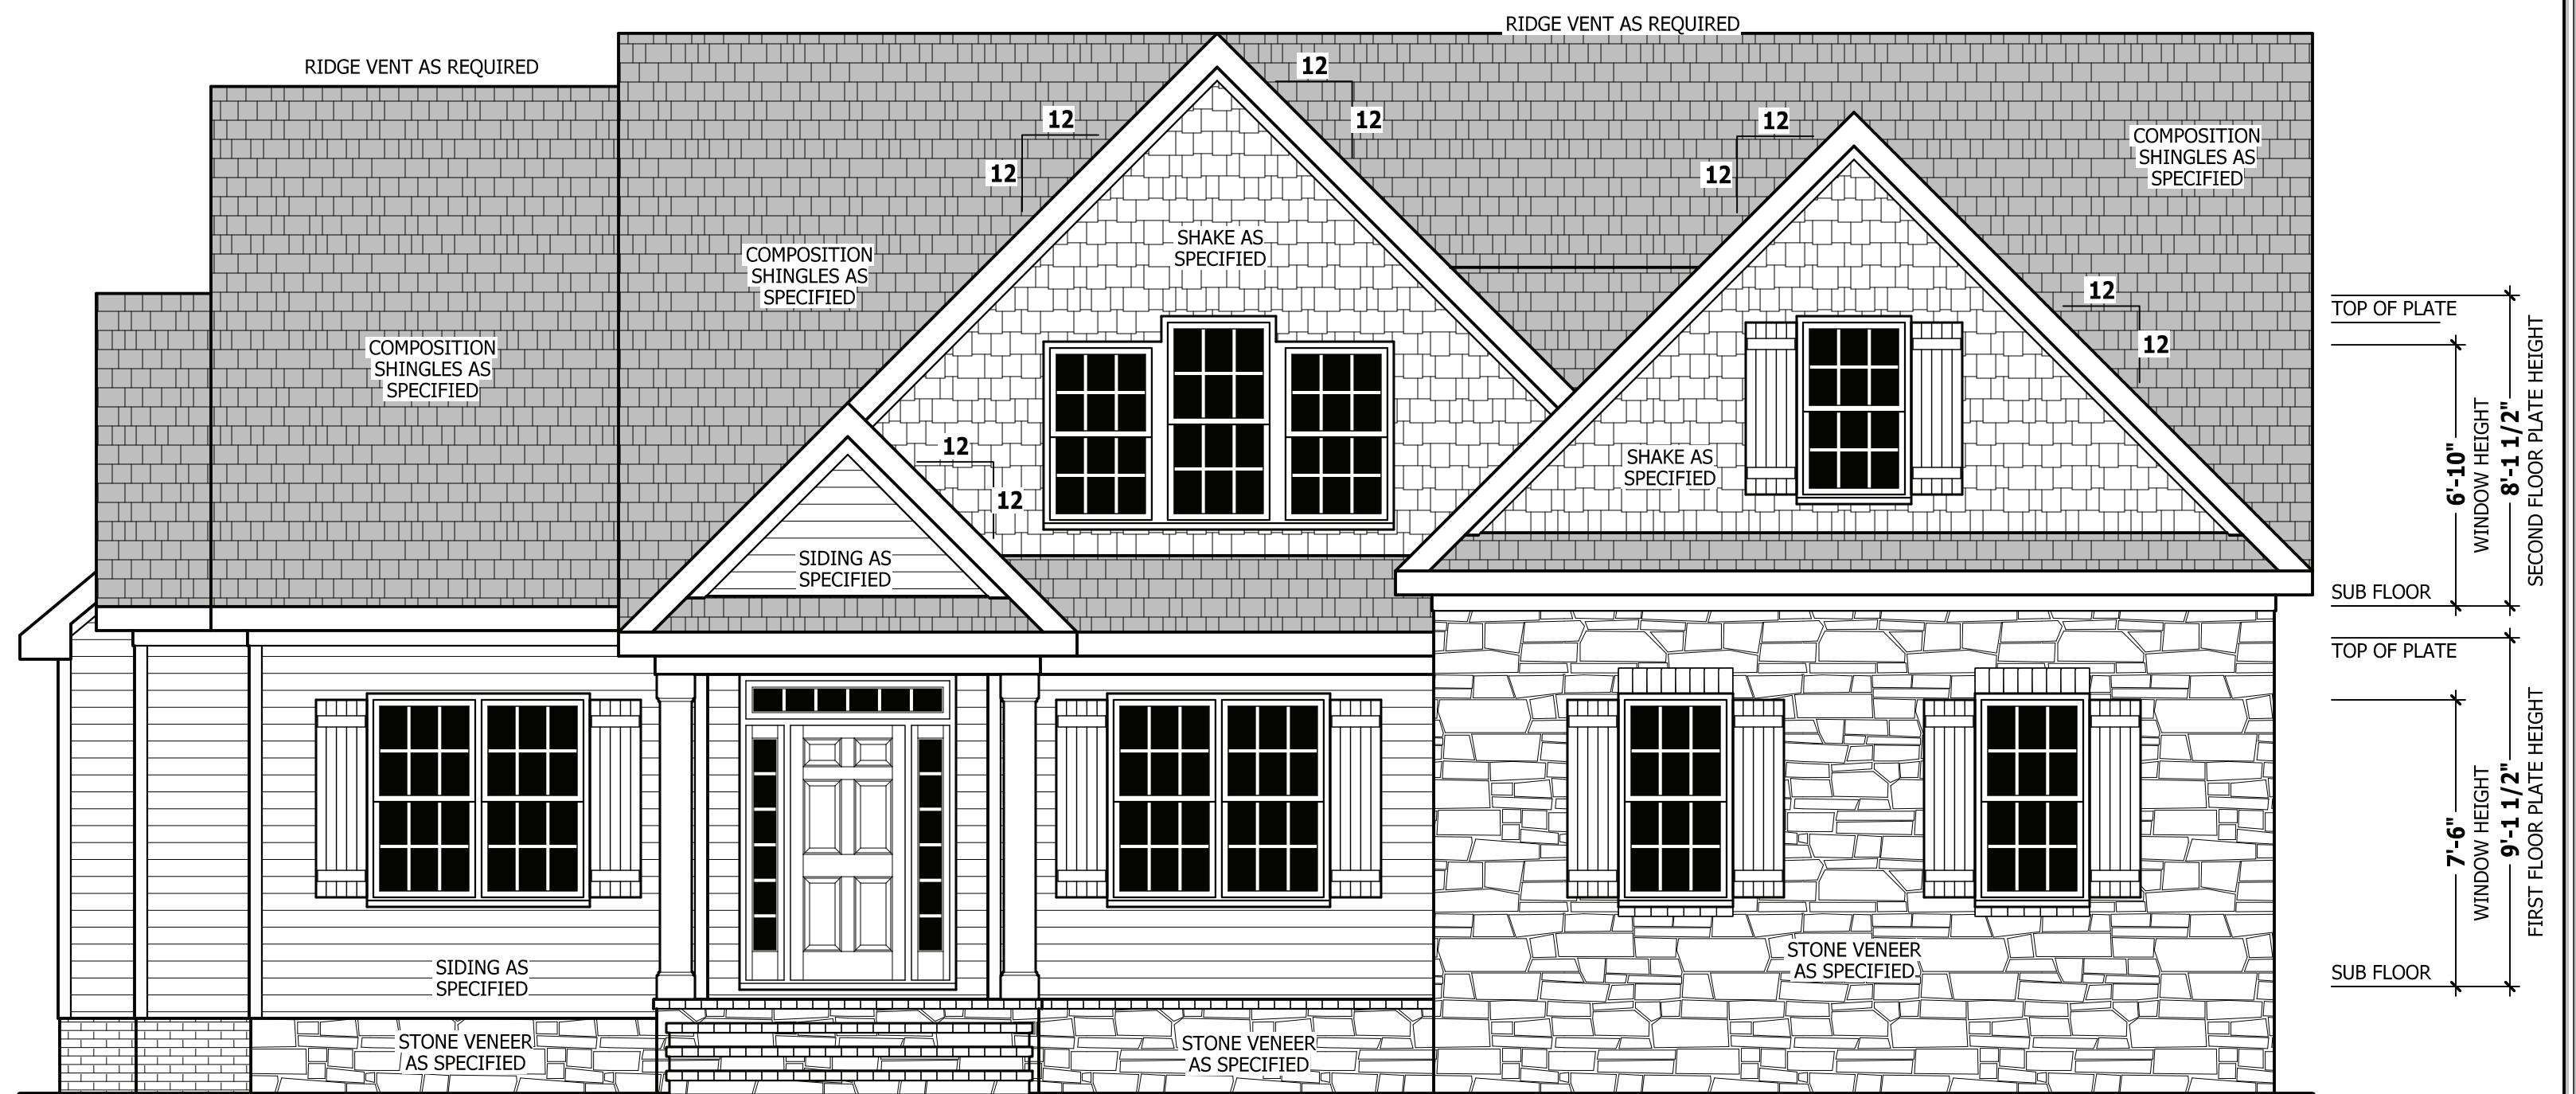 RIDGE VENT AS REQUIRED
RIDGE VENT AS REQUIRED
12
12
12
12
12
12
COMPOSITION
SHINGLES AS
SPECIFIED
SHAKE AS
SPECIFIED
COMPOSITION
SHINGLES AS
SPECIFIED
12
12
COMPOSITION
SHINGLES AS
SPECIFIED
12
12
SHAKE AS
SPECIFIED
SIDING AS
SPECIFIED
TOP OF PLATE
6'-10"
WINDOW HEIGHT
8'-1 1/2"
SECOND FLOOR PLATE HEIGHT
SUB FLOOR
TOP OF PLATE
7'-6"
WINDOW HEIGHT
9'-1 1/2"
FIRST FLOOR PLATE HEIGHT
SUB FLOOR
SIDING AS
SPECIFIED
STONE VENEER
AS SPECIFIED
STONE VENEER
AS SPECIFIED
STONE VENEER
AS SPECIFIED